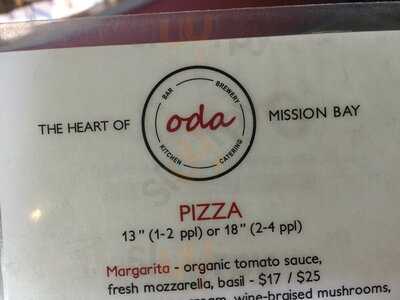 THE HEART OF
BAR
BREWERY
oda
KITCHEN
CATERING
MISSION BAY
PIZZA
13" (1-2 ppl) or 18" (2-4 ppl)
Margarita - organic tomato sauce,
fresh mozzarella, basil - $17 / $25
cream, wine-braised mushrooms,